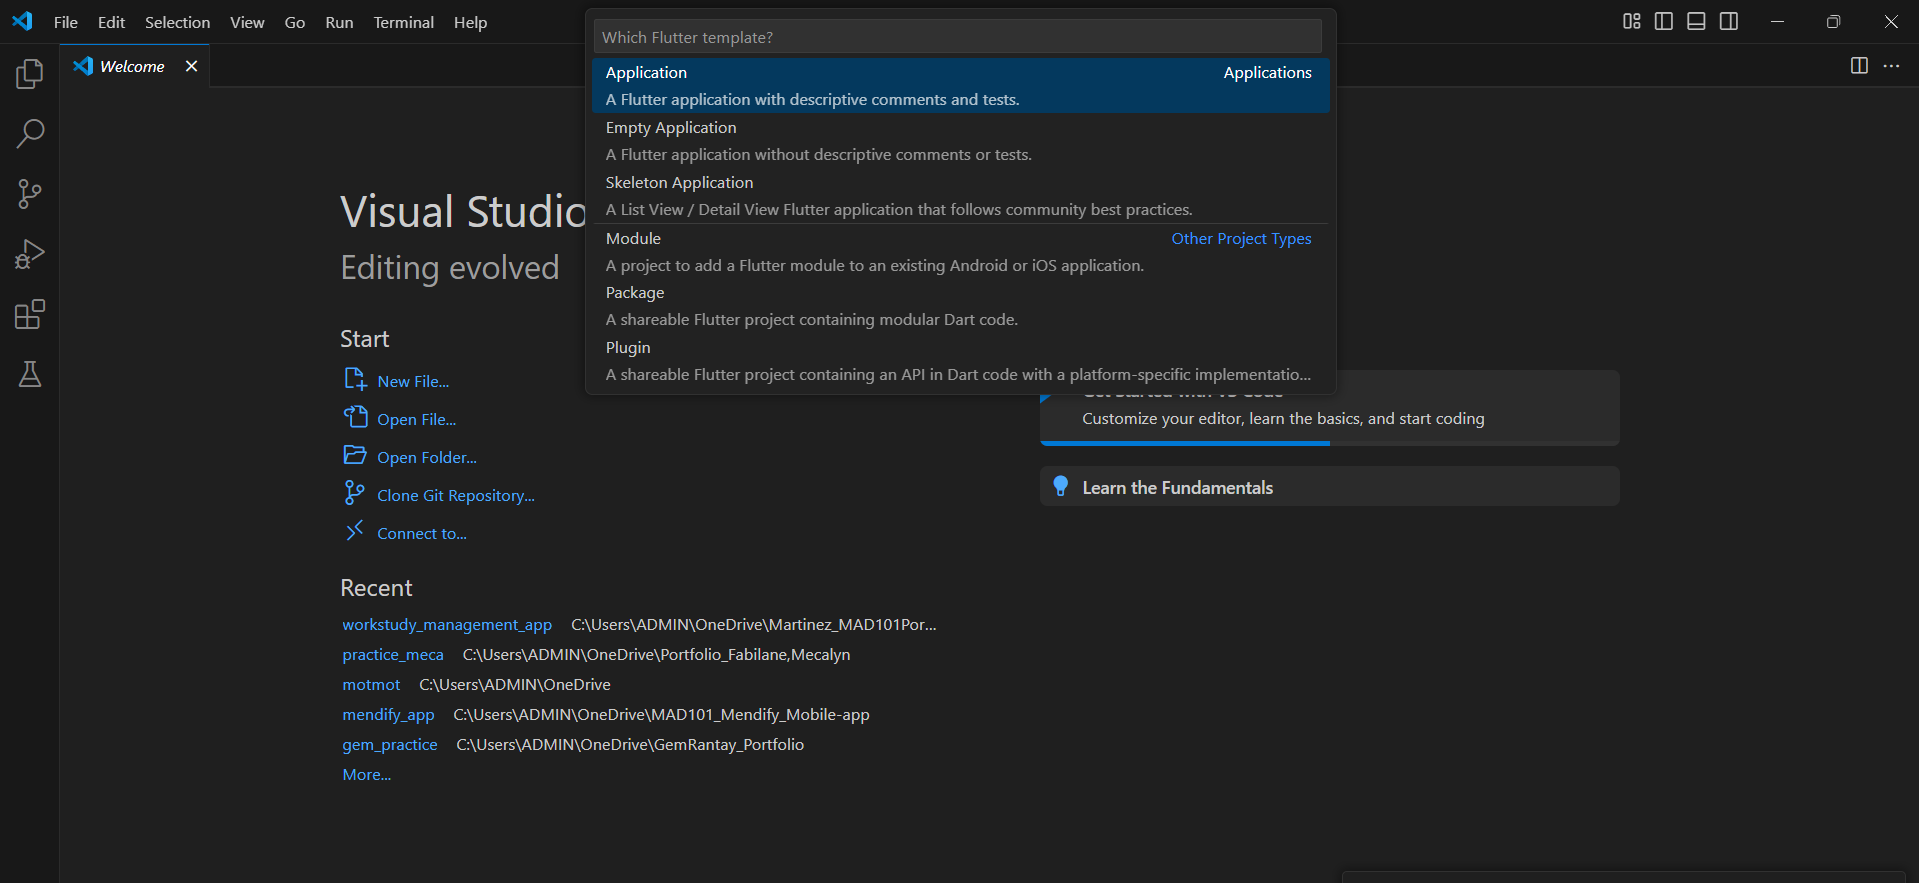 File Edit Selection View Go Run Terminal Help
Which Flutter template?
Welcome
Application Applications
A Flutter application with descriptive comments and tests.
Empty Application
A Flutter application without descriptive comments or tests.
Skeleton Application
A List View / Detail View Flutter application that follows community best practices.
Module Other Project Types
A project to add a Flutter module to an existing Android or iOS application.
Package
A shareable Flutter project containing modular Dart code.
Plugin
A shareable Flutter project containing an API in Dart code with a platform-specific implementatio...
Visual Studio
Editing evolved
Start
New File...
Open File...
Open Folder...
Clone Git Repository...
Connect to...
Recent
workstudy_management_app C:\Users\ADMIN\OneDrive\Martinez_MAD101Por...
practice_meca C:\Users\ADMIN\OneDrive\Portfolio_Fabilane,Mecalyn
motmot C:\Users\ADMIN\OneDrive
mendify_app C:\Users\ADMIN\OneDrive\MAD101_Mendify_Mobile-app
gem_practice C:\Users\ADMIN\OneDrive\GemRantay_Portfolio
More...
Customize your editor, learn the basics, and start coding
Learn the Fundamentals